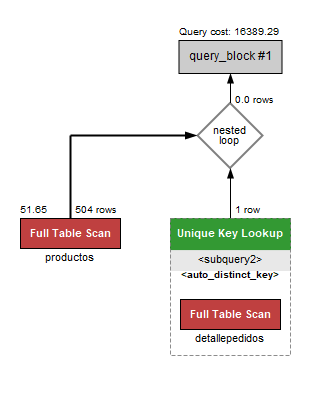 Query cost: 16389.29
query_block #1
0.0 rows
nested
loop
51.65
504 rows
1 row
Full Table Scan
Unique Key Lookup
productos
<subquery2>
<auto_distinct_key>
Full Table Scan
detallepedidos